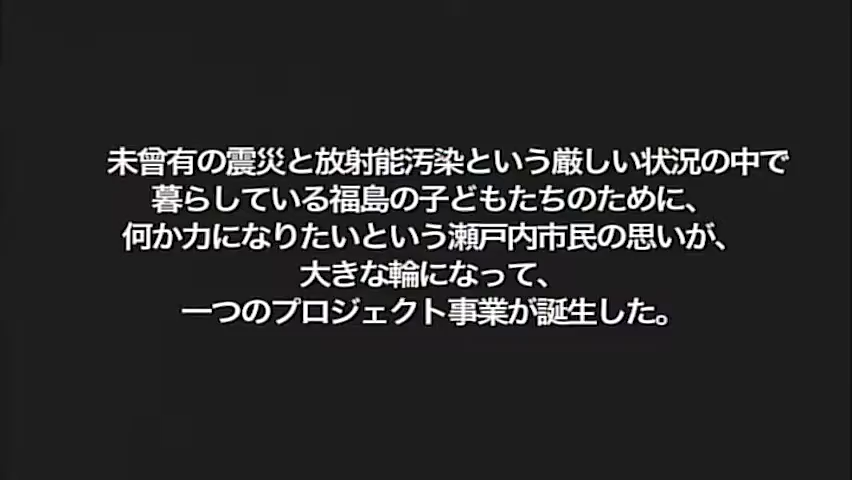 未曾有の震災と放射能汚染という厳しい状況の中で
暮らしている福島の子どもたちのために、
何か力になりたいという瀬戸内市民の思いが、
大きな輪になって、
一つのプロジェクト事業が誕生した。